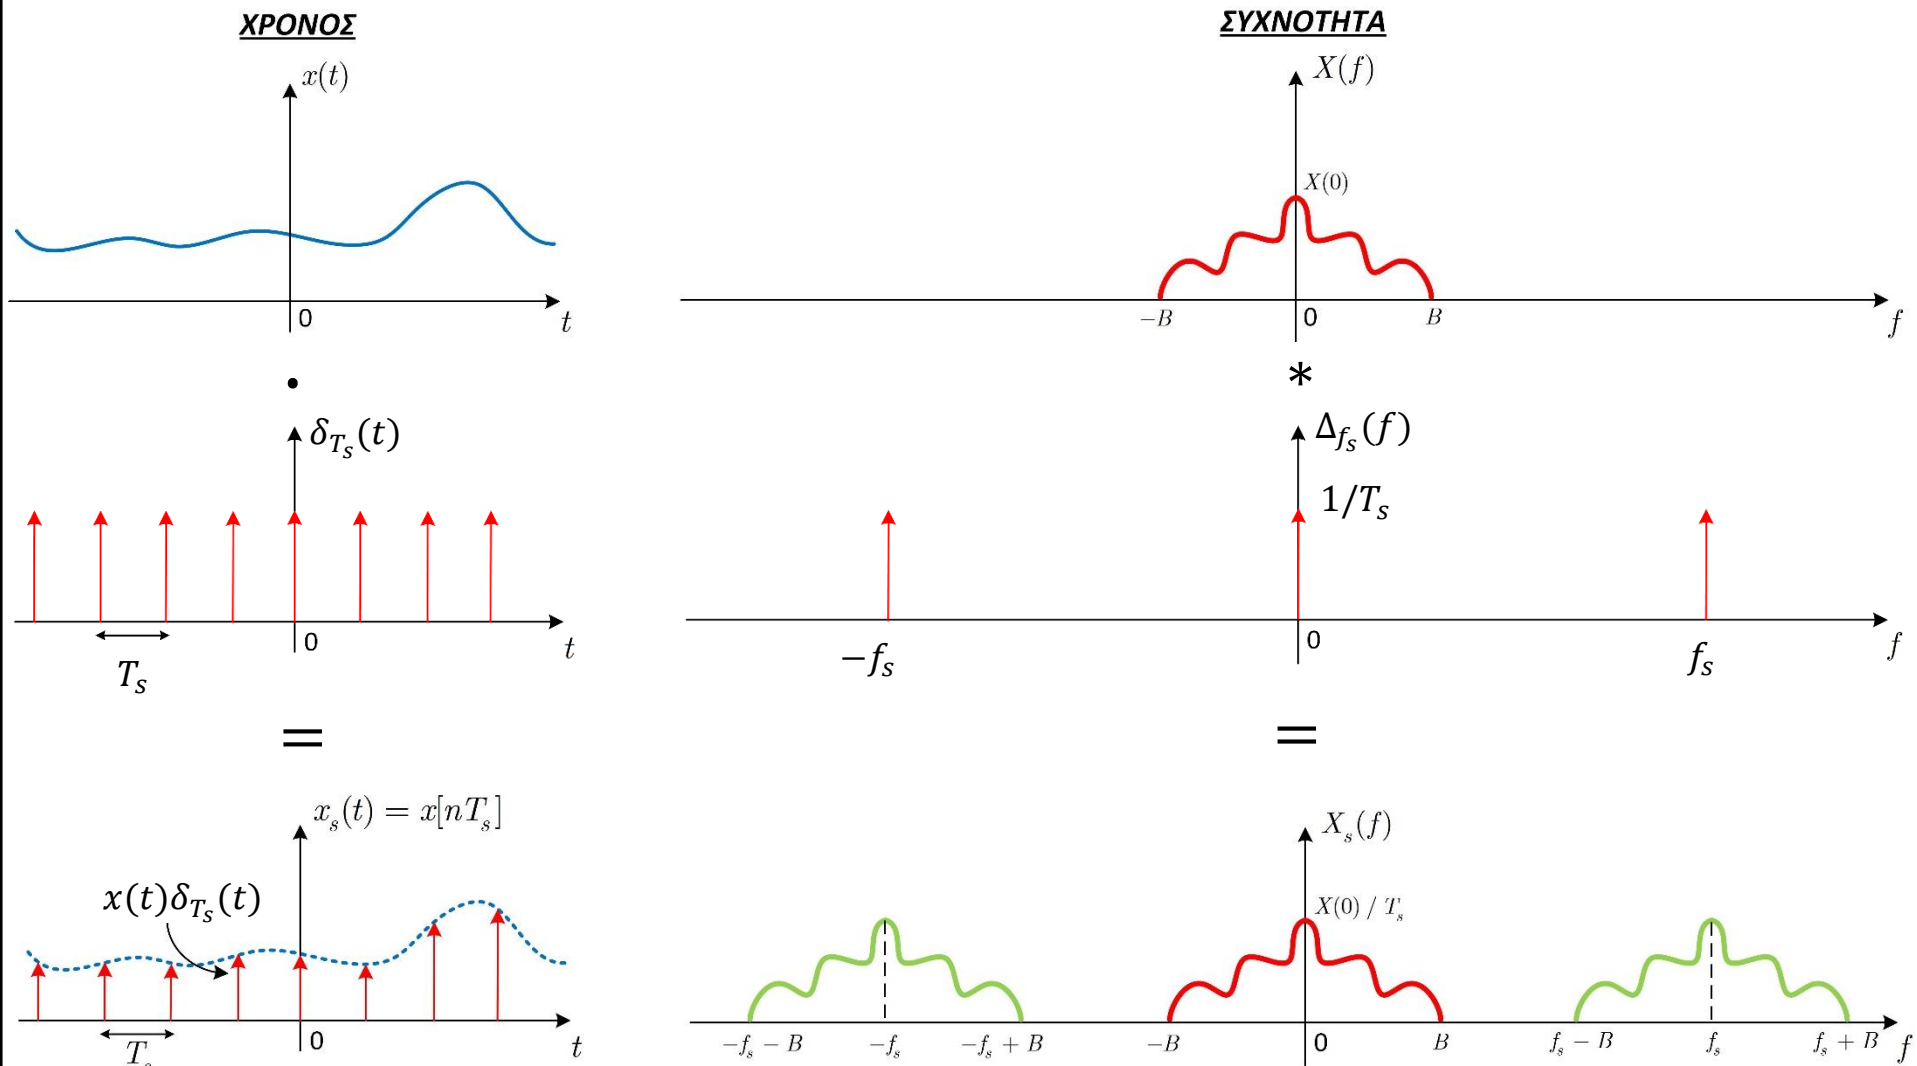 ΧΡΟΝΟΣ
ΣΥΧΝΟΤΗΤΑ
x(t)
0
t
X(f)
X(0)
−B
0
B
f
·
*
δ_{T_s}(t)
0
t
T_s
Δ_{f_s}(f)
1/T_s
0
f
−f_s
f_s
=
=
x_s(t) = x[nT_s]
x(t)δ_{T_s}(t)
T_s
0
t
X_s(f)
X(0) / T_s
−f_s − B
−f_s
−f_s + B
−B
0
B
f_s − B
f_s
f_s + B
f